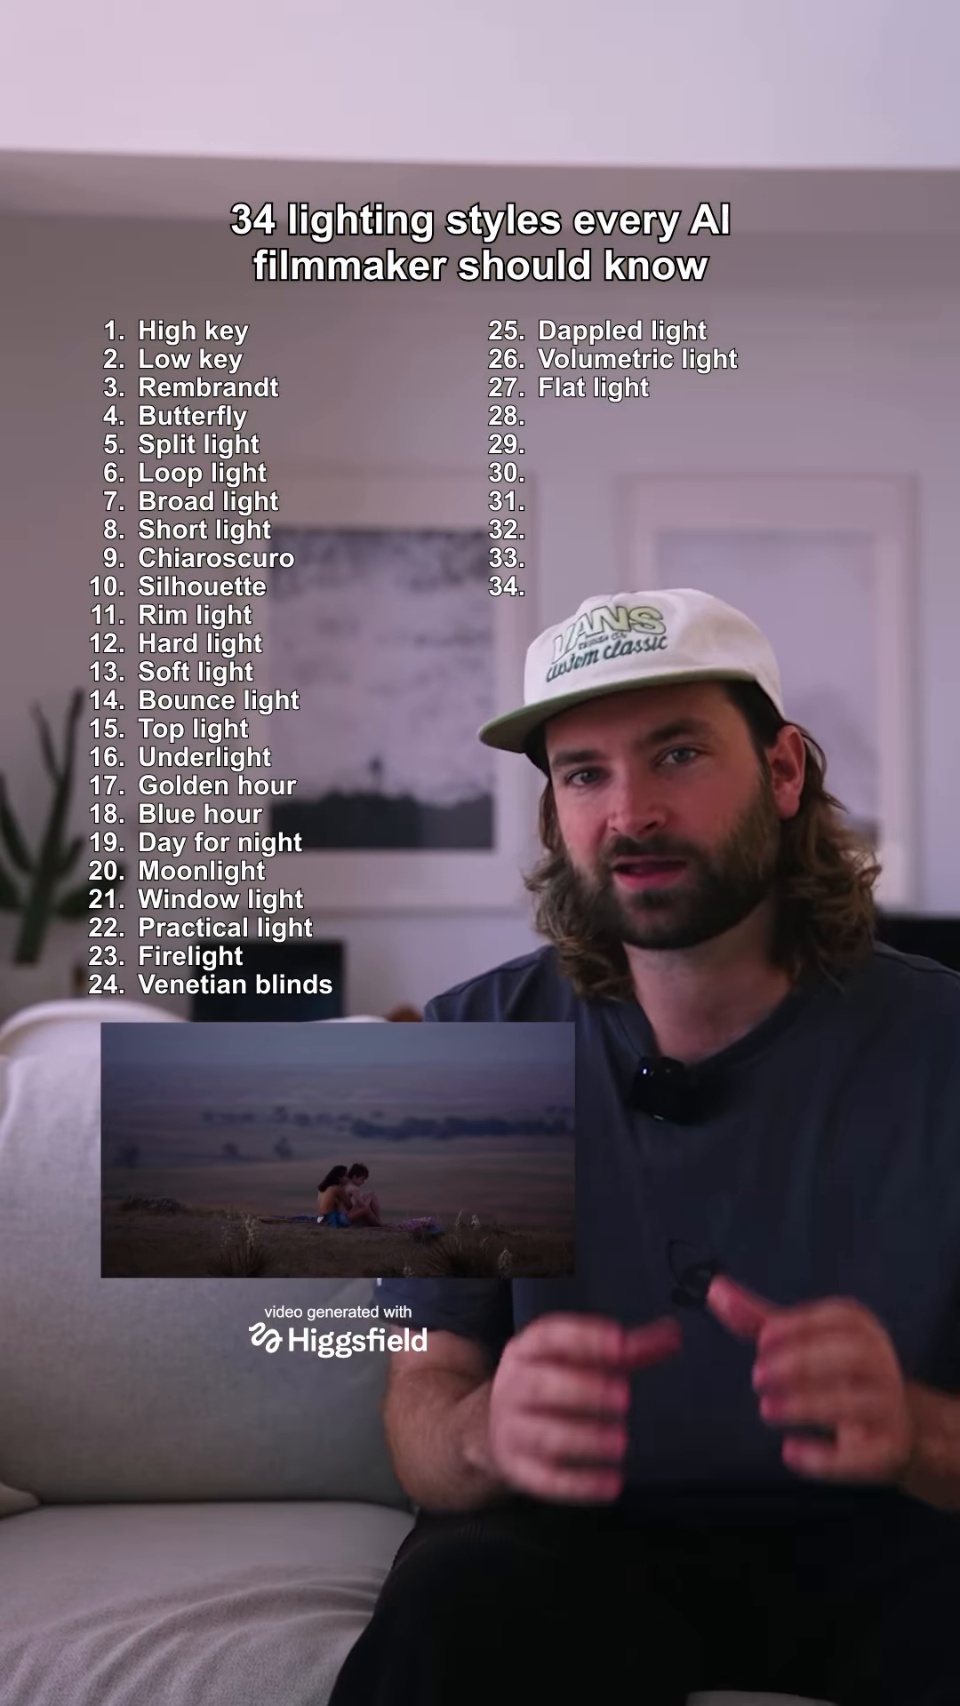 34 lighting styles every AI
filmmaker should know
1. High key
2. Low key
3. Rembrandt
4. Butterfly
5. Split light
6. Loop light
7. Broad light
8. Short light
9. Chiaroscuro
10. Silhouette
11. Rim light
12. Hard light
13. Soft light
14. Bounce light
15. Top light
16. Underlight
17. Golden hour
18. Blue hour
19. Day for night
20. Moonlight
21. Window light
22. Practical light
23. Firelight
24. Venetian blinds
25. Dappled light
26. Volumetric light
27. Flat light
28.
29.
30.
31.
32.
33.
34.
VANS
custom classic
video generated with
Higgsfield